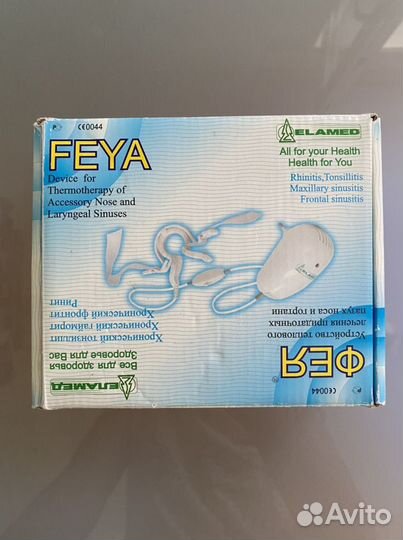 CE0044
FEYA
Device for
Thermotherapy of
Accessory Nose and
Laryngeal Sinuses
ELAMED
All for your Health
Health for You
Rhinitis,Tonsillitis
Maxillary sinusitis
Frontal sinusitis
ELAMED
CE0044
ФЕЯ
Устройство теплового
лечения придаточных
пазух носа и гортани
ЕЛАМЕД
Все для здоровья
Здоровье для Вас
Хронический тонзиллит
Хронический гайморит
Хронический фронтит
Ринит
Avito